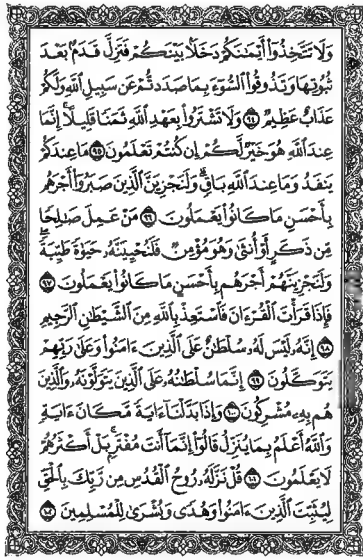 وَلَا تَتَّخِذُوٓا۟ أَيْمَٰنَكُمْ دَخَلًۢا بَيْنَكُمْ فَتَزِلَّ قَدَمٌۢ بَعْدَ
ثُبُوتِهَا وَتَذُوقُوا۟ ٱلسُّوٓءَ بِمَا صَدَدتُّمْ عَن سَبِيلِ ٱللَّهِ وَلَكُمْ
عَذَابٌ عَظِيمٌ ٩٤ وَلَا تَشْتَرُوا۟ بِعَهْدِ ٱللَّهِ ثَمَنًا قَلِيلًا إِنَّمَا
عِندَ ٱللَّهِ هُوَ خَيْرٌ لَّكُمْ إِن كُنتُمْ تَعْلَمُونَ ٩٥ مَا عِندَكُمْ
يَنفَدُ وَمَا عِندَ ٱللَّهِ بَاقٍ وَلَنَجْزِيَنَّ ٱلَّذِينَ صَبَرُوٓا۟ أَجْرَهُم
بِأَحْسَنِ مَا كَانُوا۟ يَعْمَلُونَ ٩٦ مَنْ عَمِلَ صَٰلِحًا
مِّن ذَكَرٍ أَوْ أُنثَىٰ وَهُوَ مُؤْمِنٌ فَلَنُحْيِيَنَّهُۥ حَيَوٰةً طَيِّبَةً
وَلَنَجْزِيَنَّهُمْ أَجْرَهُم بِأَحْسَنِ مَا كَانُوا۟ يَعْمَلُونَ ٩٧
فَإِذَا قَرَأْتَ ٱلْقُرْءَانَ فَٱسْتَعِذْ بِٱللَّهِ مِنَ ٱلشَّيْطَٰنِ ٱلرَّجِيمِ
٩٨ إِنَّهُۥ لَيْسَ لَهُۥ سُلْطَٰنٌ عَلَى ٱلَّذِينَ ءَامَنُوا۟ وَعَلَىٰ رَبِّهِمْ
يَتَوَكَّلُونَ ٩٩ إِنَّمَا سُلْطَٰنُهُۥ عَلَى ٱلَّذِينَ يَتَوَلَّوْنَهُۥ وَٱلَّذِينَ
هُم بِهِۦ مُشْرِكُونَ ١٠٠ وَإِذَا بَدَّلْنَآ ءَايَةً مَّكَانَ ءَايَةٍ
وَٱللَّهُ أَعْلَمُ بِمَا يُنَزِّلُ قَالُوٓا۟ إِنَّمَآ أَنتَ مُفْتَرٍۭ بَلْ أَكْثَرُهُمْ
لَا يَعْلَمُونَ ١٠١ قُلْ نَزَّلَهُۥ رُوحُ ٱلْقُدُسِ مِن رَّبِّكَ بِٱلْحَقِّ
لِيُثَبِّتَ ٱلَّذِينَ ءَامَنُوا۟ وَهُدًى وَبُشْرَىٰ لِلْمُسْلِمِينَ ١٠٢